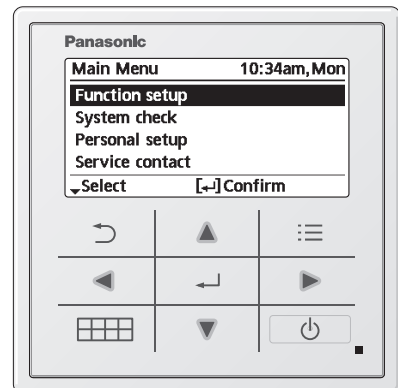 Panasonic
Main Menu 10:34am,Mon
Function setup
System check
Personal setup
Service contact
Select [↵] Confirm